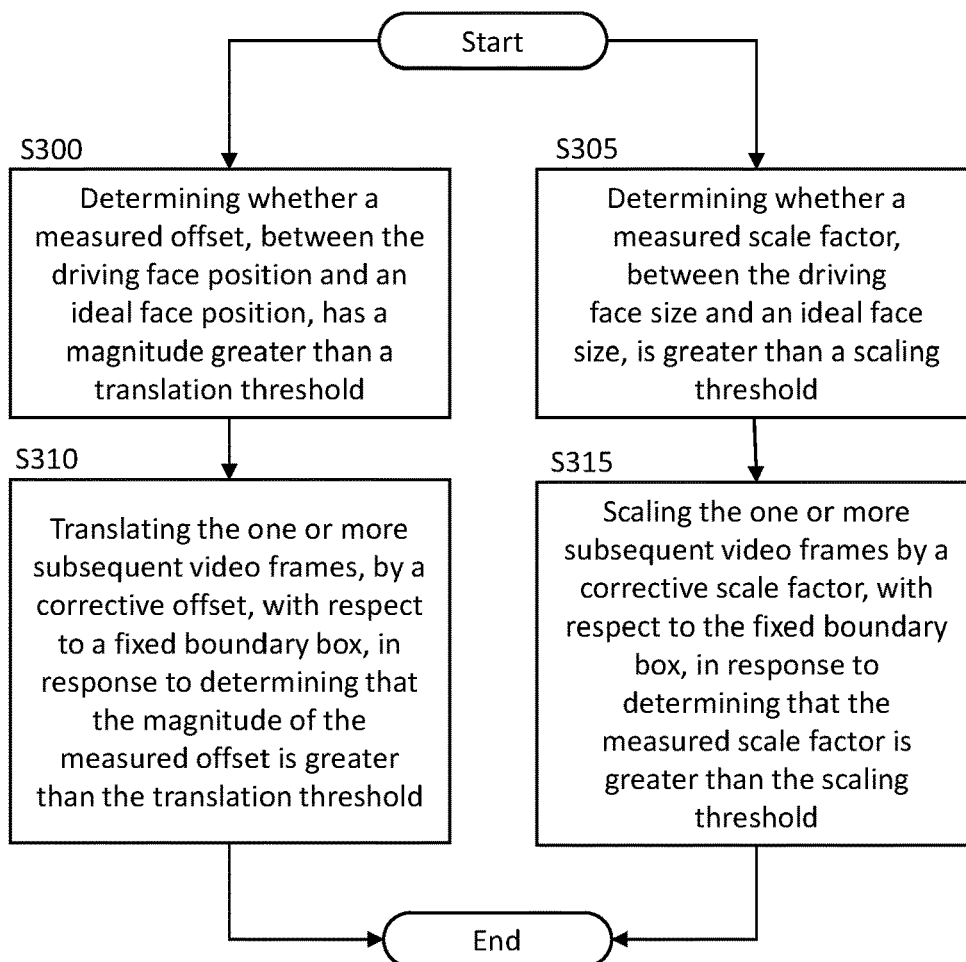 Start
S300
Determining whether a
measured offset, between the
driving face position and an
ideal face position, has a
magnitude greater than a
translation threshold
S305
Determining whether a
measured scale factor,
between the driving
face size and an ideal face
size, is greater than a scaling
threshold
S310
Translating the one or more
subsequent video frames, by a
corrective offset, with respect
to a fixed boundary box, in
response to determining that
the magnitude of the
measured offset is greater
than the translation threshold
S315
Scaling the one or more
subsequent video frames by a
corrective scale factor, with
respect to the fixed boundary
box, in response to
determining that the
measured scale factor is
greater than the scaling
threshold
End